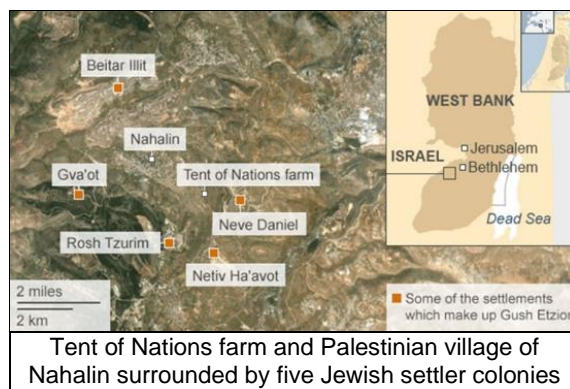 Beitar Illit
Nahalin
Gva'ot
Tent of Nations farm
Neve Daniel
Rosh Tzurim
Netiv Ha'avot
2 miles
2 km
WEST BANK
Jerusalem
ISRAEL
Bethlehem
Dead Sea
Some of the settlements
which make up Gush Etzion
Tent of Nations farm and Palestinian village of
Nahalin surrounded by five Jewish settler colonies